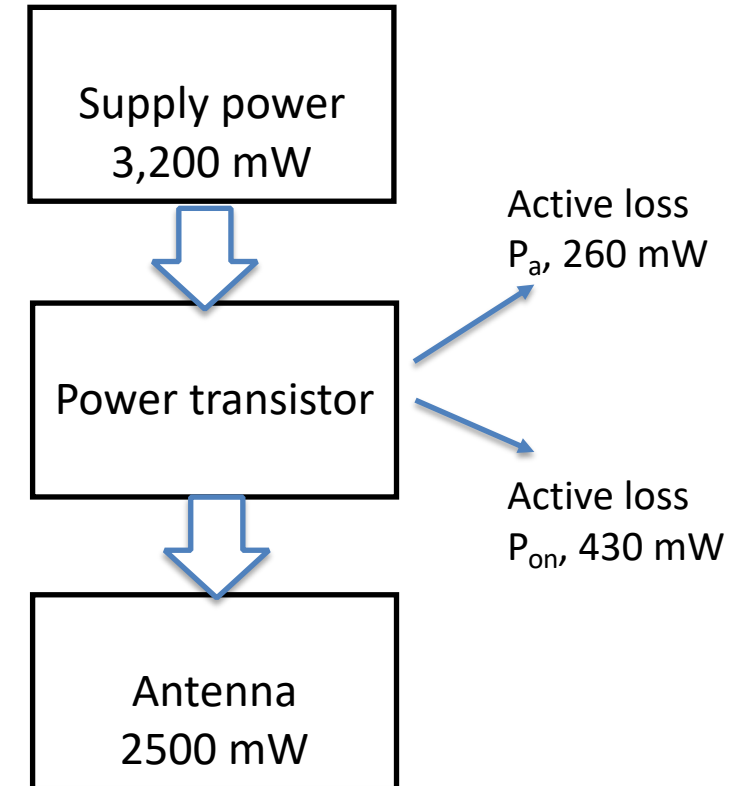 Supply power
3,200 mW
Active loss
Pₐ, 260 mW
Power transistor
Active loss
Pₒₙ, 430 mW
Antenna
2500 mW